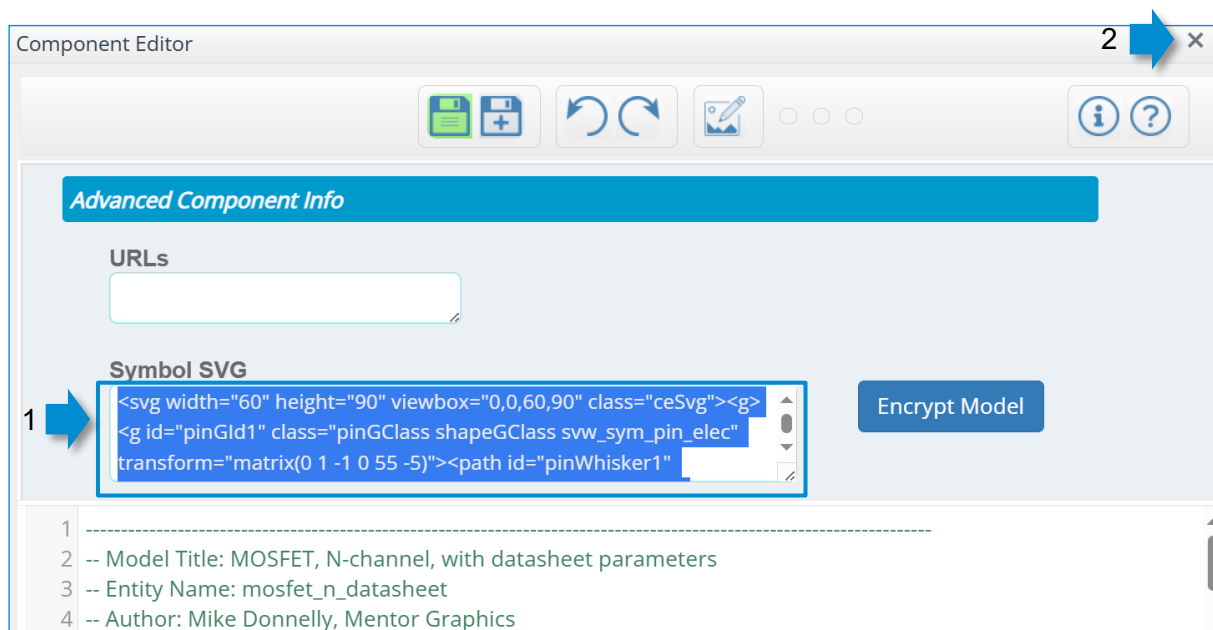 Component Editor
2
Advanced Component Info
URLs
Symbol SVG
1
<svg width="60" height="90" viewbox="0,0,60,90" class="ceSvg"><g>
<g id="pinGId1" class="pinGClass shapeGClass svw_sym_pin_elec"
transform="matrix(0 1 -1 0 55 -5)"><path id="pinWhisker1"
Encrypt Model
1 ----------------------------------------------------------------------------------------------------------------------
2 -- Model Title: MOSFET, N-channel, with datasheet parameters
3 -- Entity Name: mosfet_n_datasheet
4 -- Author: Mike Donnelly, Mentor Graphics